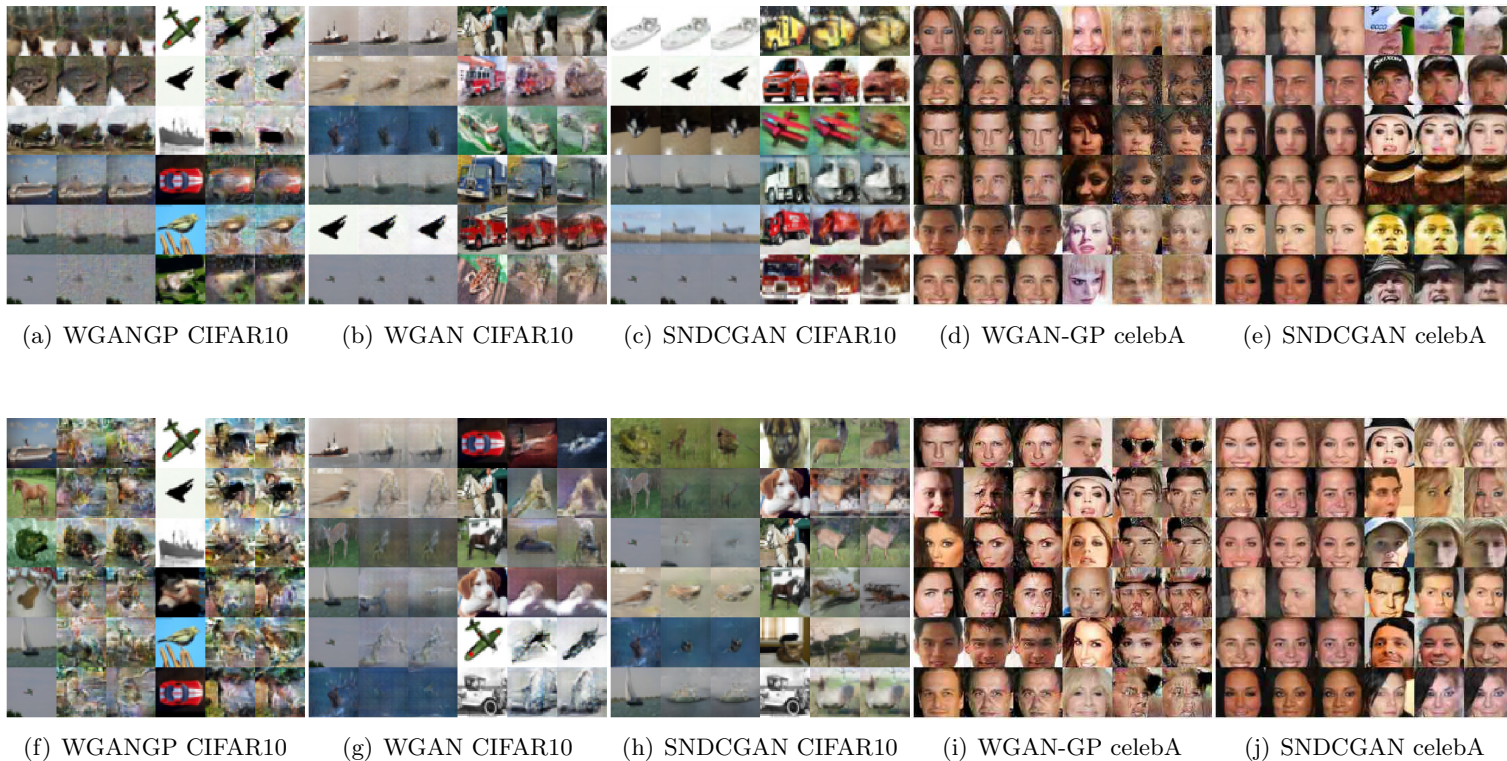 (a) WGANGP CIFAR10
(b) WGAN CIFAR10
(c) SNDCGAN CIFAR10
(d) WGAN-GP celebA
(e) SNDCGAN celebA
(f) WGANGP CIFAR10
(g) WGAN CIFAR10
(h) SNDCGAN CIFAR10
(i) WGAN-GP celebA
(j) SNDCGAN celebA